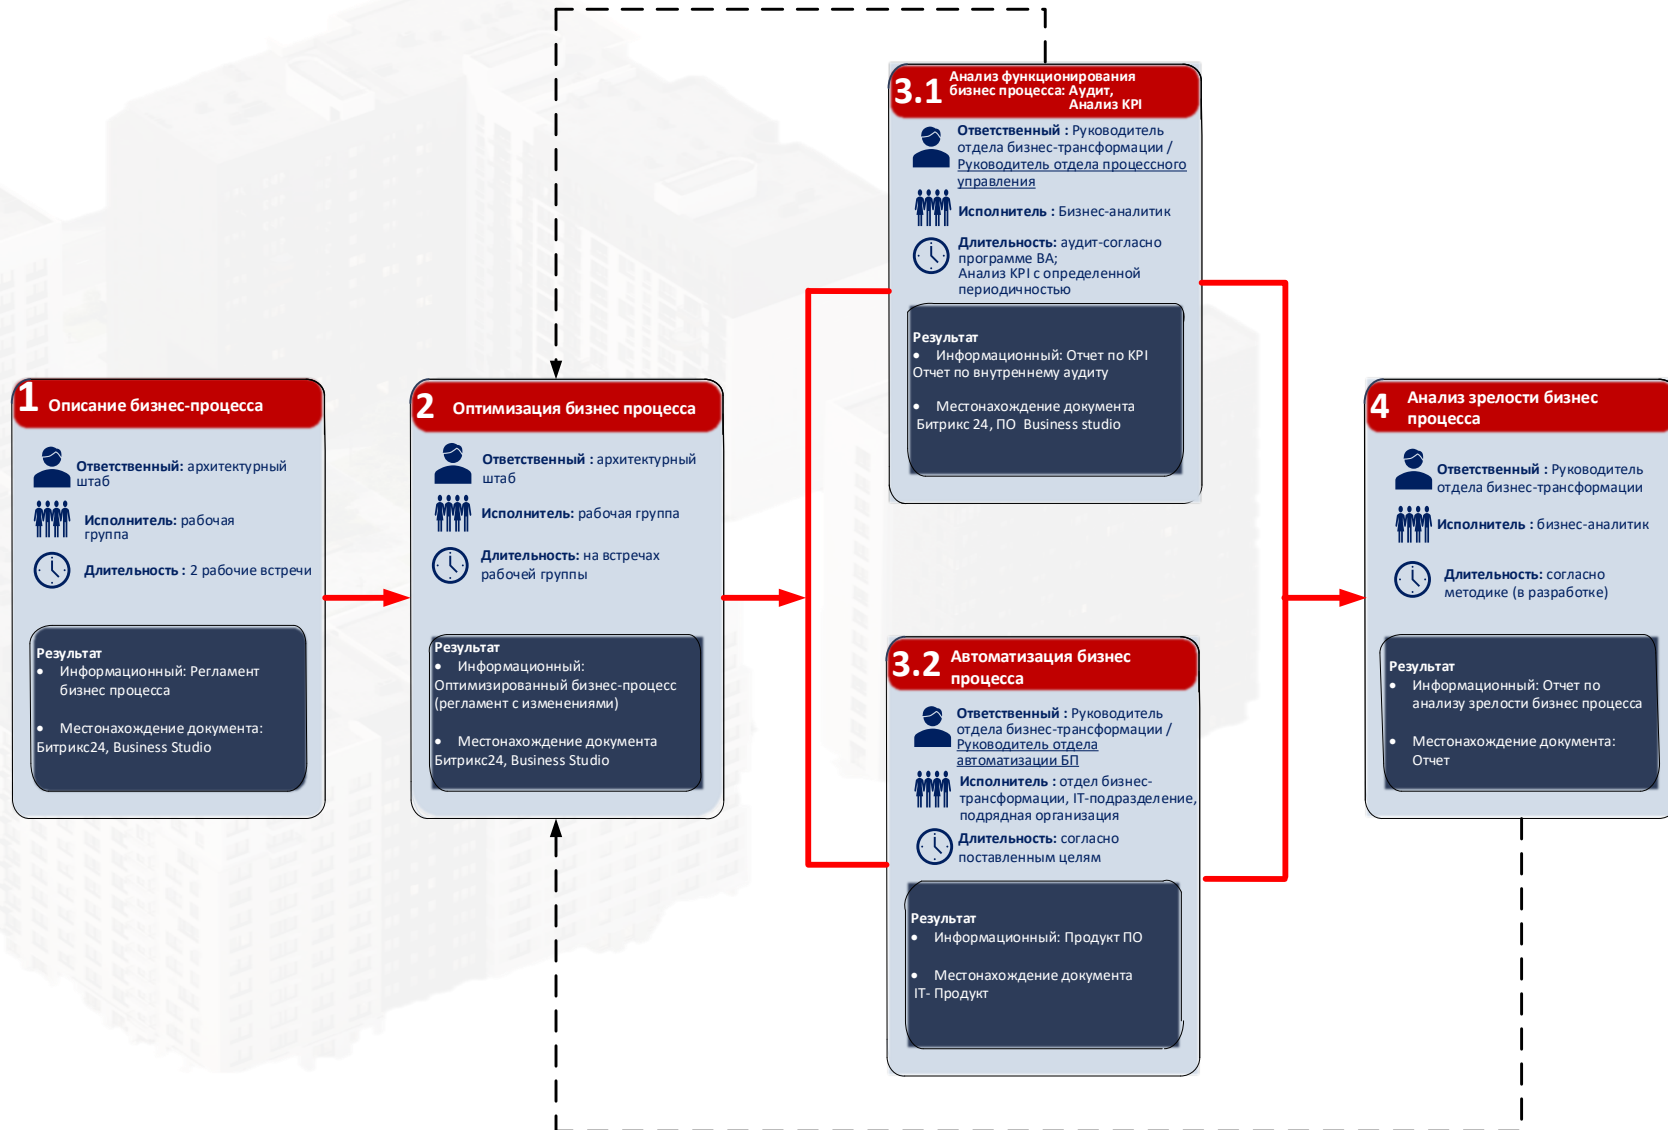 1 Описание бизнес-процесса
Ответственный: архитектурный
штаб
Исполнитель: рабочая
группа
Длительность : 2 рабочие встречи
Результат
• Информационный: Регламент
бизнес процесса
• Местонахождение документа:
Битрикс24, Business Studio
2 Оптимизация бизнес процесса
Ответственный : архитектурный
штаб
Исполнитель: рабочая группа
Длительность: на встречах
рабочей группы
Результат
• Информационный:
Оптимизированный бизнес-процесс
(регламент с изменениями)
• Местонахождение документа
Битрикс24, Business Studio
3.1 Анализ функционирования
бизнес процесса: Аудит,
Анализ KPI
Ответственный : Руководитель
отдела бизнес-трансформации /
Руководитель отдела процессного
управления
Исполнитель : Бизнес-аналитик
Длительность: аудит-согласно
программе ВА;
Анализ KPI с определенной
периодичностью
Результат
• Информационный: Отчет по KPI
Отчет по внутреннему аудиту
• Местонахождение документа
Битрикс 24, ПО Business studio
3.2 Автоматизация бизнес
процесса
Ответственный : Руководитель
отдела бизнес-трансформации /
Руководитель отдела
автоматизации БП
Исполнитель : отдел бизнес-
трансформации, IT-подразделение,
подрядная организация
Длительность: согласно
поставленным целям
Результат
• Информационный: Продукт ПО
• Местонахождение документа
IT- Продукт
4 Анализ зрелости бизнес
процесса
Ответственный : Руководитель
отдела бизнес-трансформации
Исполнитель : бизнес-аналитик
Длительность: согласно
методике (в разработке)
Результат
• Информационный: Отчет по
анализу зрелости бизнес процесса
• Местонахождение документа:
Отчет